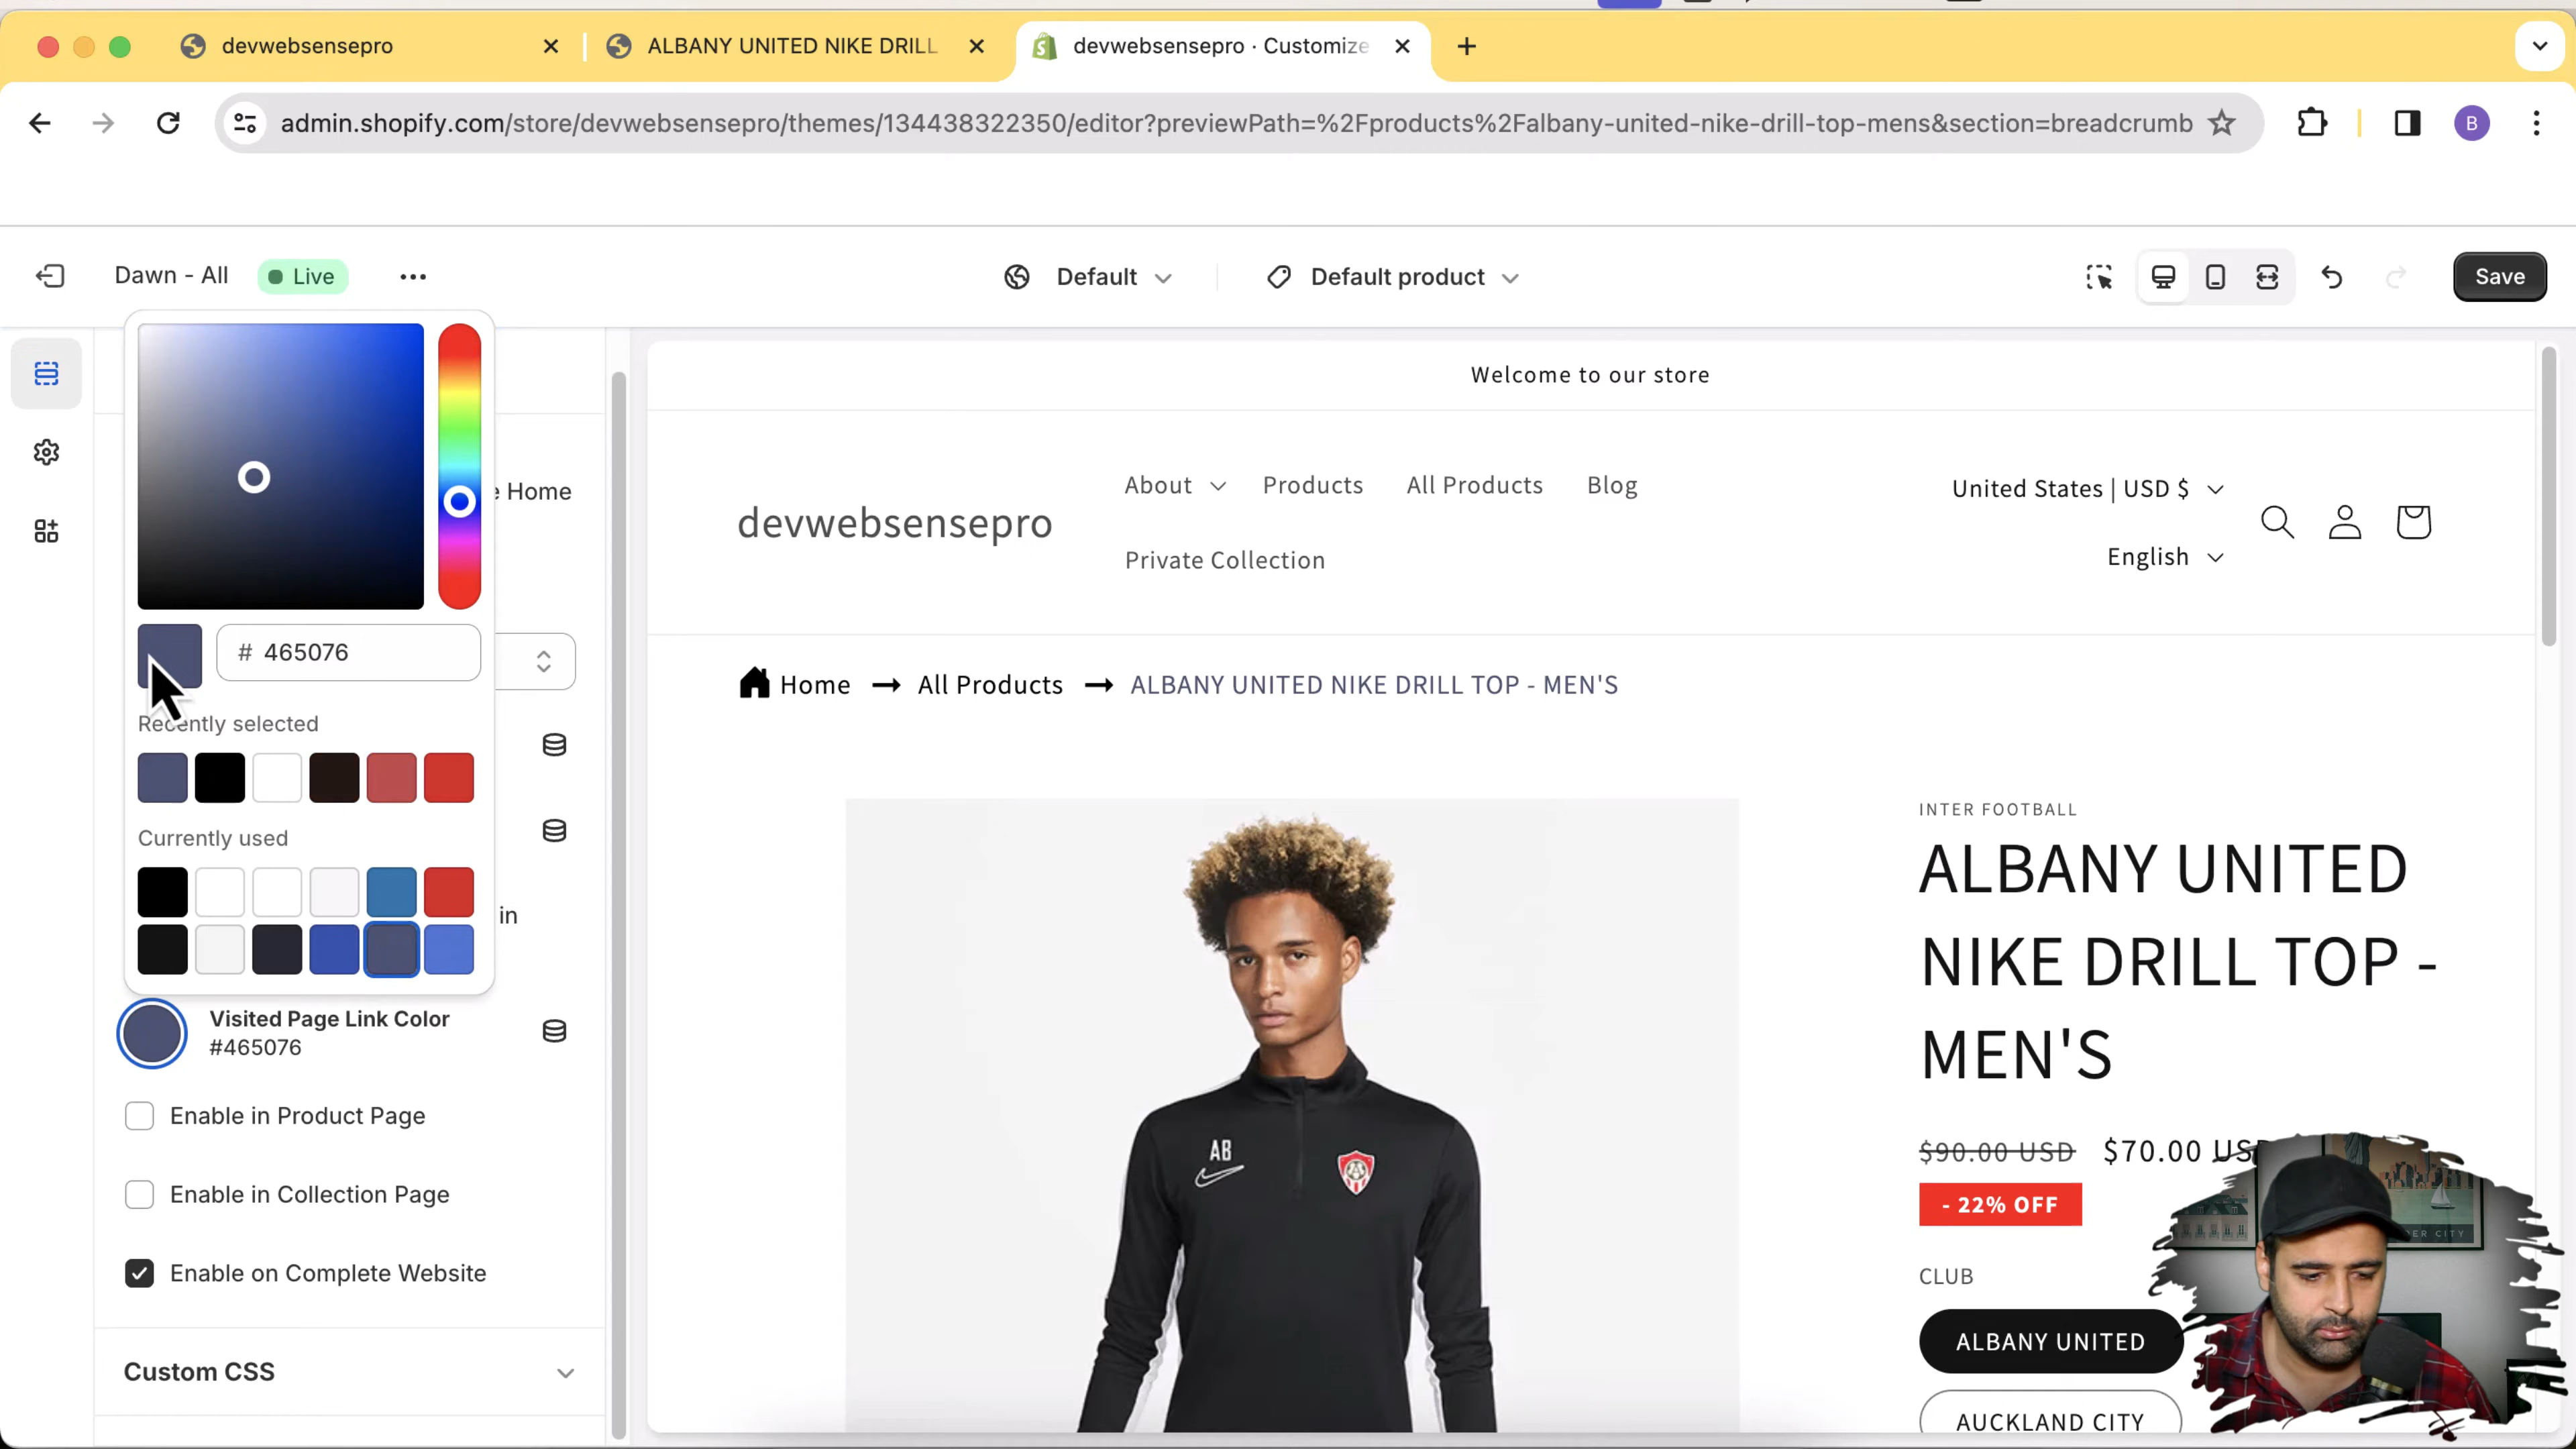 devwebsensepro
ALBANY UNITED NIKE DRILL
devwebsensepro · Customize
admin.shopify.com/store/devwebsensepro/themes/134438322350/editor?previewPath=%2Fproducts%2Falbany-united-nike-drill-top-mens&section=breadcrumb
B
Dawn - All
Live
Default
Default product
Save
Home
# 465076
Recently selected
Currently used
in
Visited Page Link Color
#465076
Enable in Product Page
Enable in Collection Page
Enable on Complete Website
Custom CSS
Welcome to our store
devwebsensepro
About
Products
All Products
Blog
Private Collection
United States | USD $
English
Home → All Products → ALBANY UNITED NIKE DRILL TOP - MEN'S
AB
INTER FOOTBALL
ALBANY UNITED
NIKE DRILL TOP -
MEN'S
$90.00 USD $70.00 USD
- 22% OFF
CLUB
ALBANY UNITED
AUCKLAND CITY